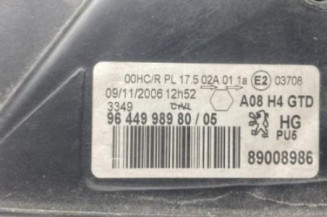 00HC/R PL 17.5 02A 01 1a E2 03706
09/11/2006 12h52 A08 H4 GTD
3349 HG
PU5
96 449 989 80 / 05
89008986